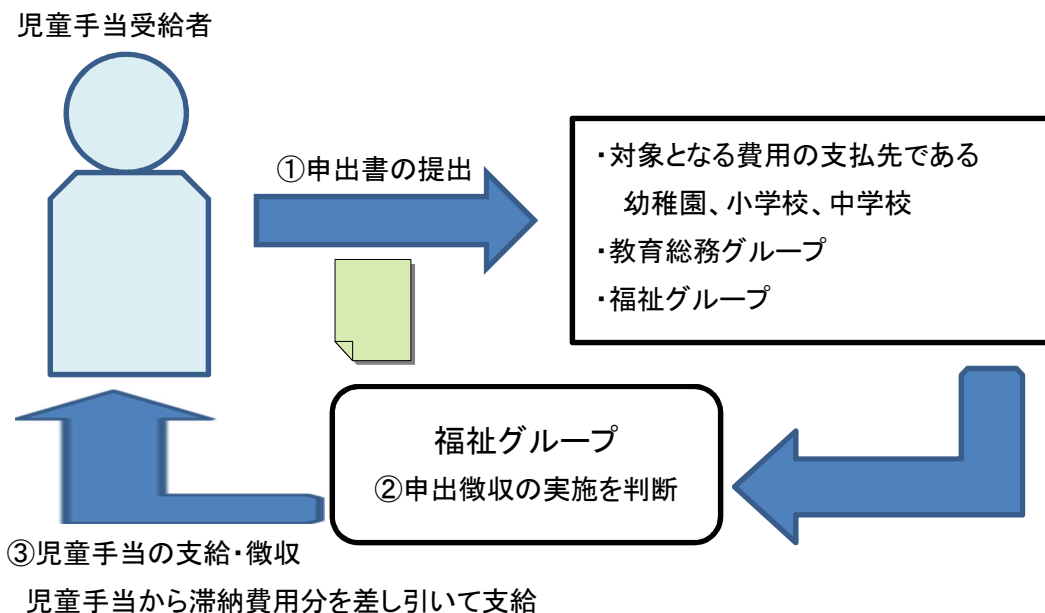 児童手当受給者
①申出書の提出
・対象となる費用の支払先である
幼稚園、小学校、中学校
・教育総務グループ
・福祉グループ
福祉グループ
②申出徴収の実施を判断
③児童手当の支給・徴収
児童手当から滞納費用分を差し引いて支給